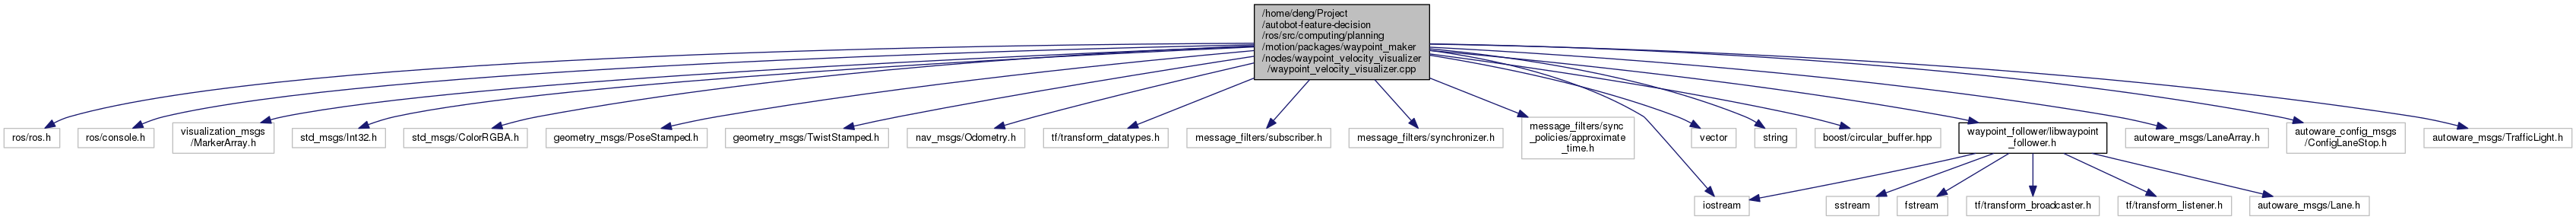 /home/deng/Project
/autobot-feature-decision
/ros/src/computing/planning
/motion/packages/waypoint_maker
/nodes/waypoint_velocity_visualizer
/waypoint_velocity_visualizer.cpp
ros/ros.h
ros/console.h
visualization_msgs
/MarkerArray.h
std_msgs/Int32.h
std_msgs/ColorRGBA.h
geometry_msgs/PoseStamped.h
geometry_msgs/TwistStamped.h
nav_msgs/Odometry.h
tf/transform_datatypes.h
message_filters/subscriber.h
message_filters/synchronizer.h
message_filters/sync
_policies/approximate
_time.h
vector
string
boost/circular_buffer.hpp
waypoint_follower/libwaypoint
_follower.h
autoware_msgs/LaneArray.h
autoware_config_msgs
/ConfigLaneStop.h
autoware_msgs/TrafficLight.h
iostream
sstream
fstream
tf/transform_broadcaster.h
tf/transform_listener.h
autoware_msgs/Lane.h